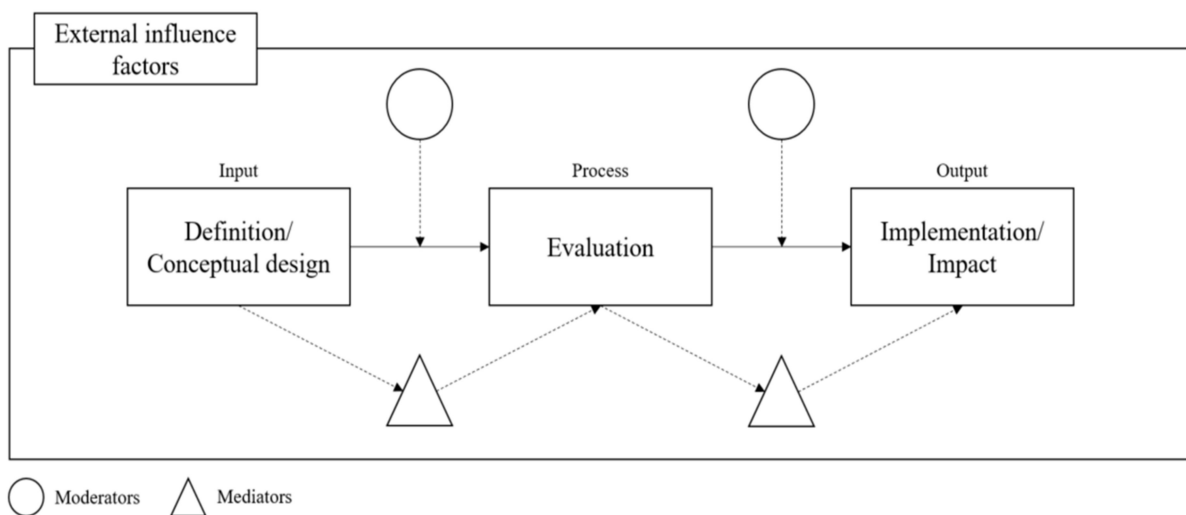 External influence
factors
Input
Process
Output
Definition/
Conceptual design
Evaluation
Implementation/
Impact
Moderators
Mediators